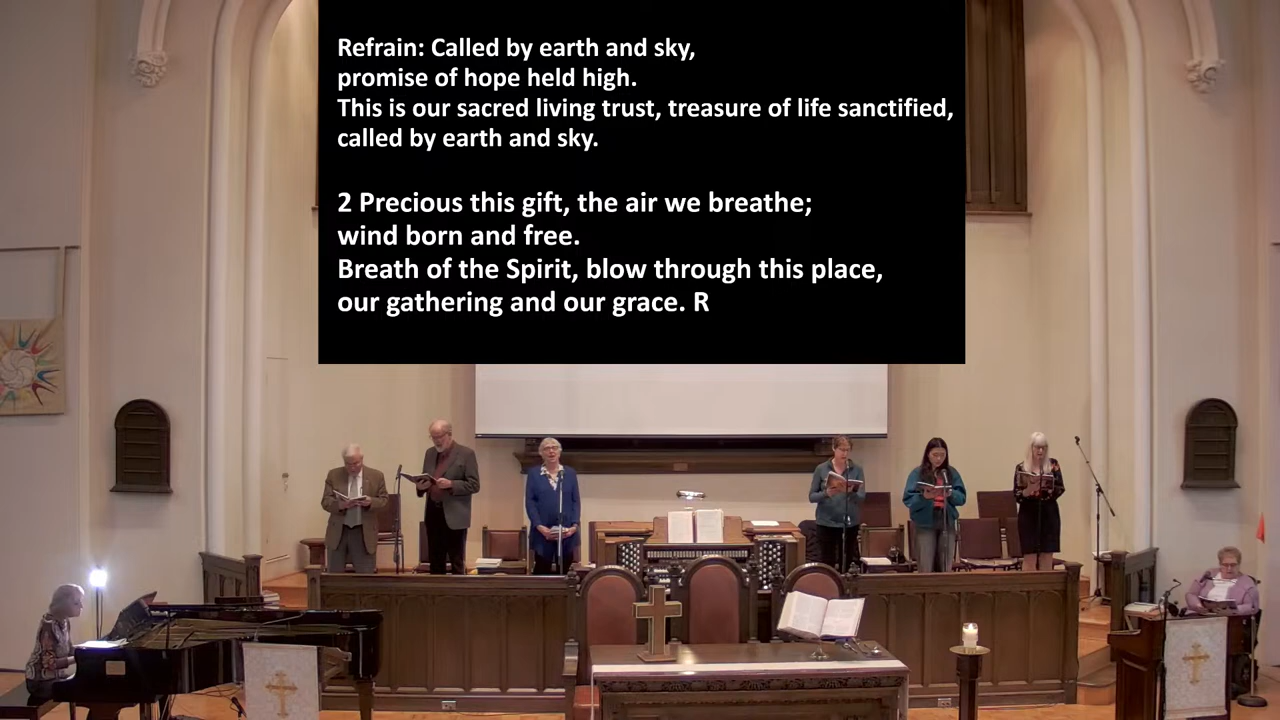 Refrain: Called by earth and sky,
promise of hope held high.
This is our sacred living trust, treasure of life sanctified,
called by earth and sky.
2 Precious this gift, the air we breathe;
wind born and free.
Breath of the Spirit, blow through this place,
our gathering and our grace. R